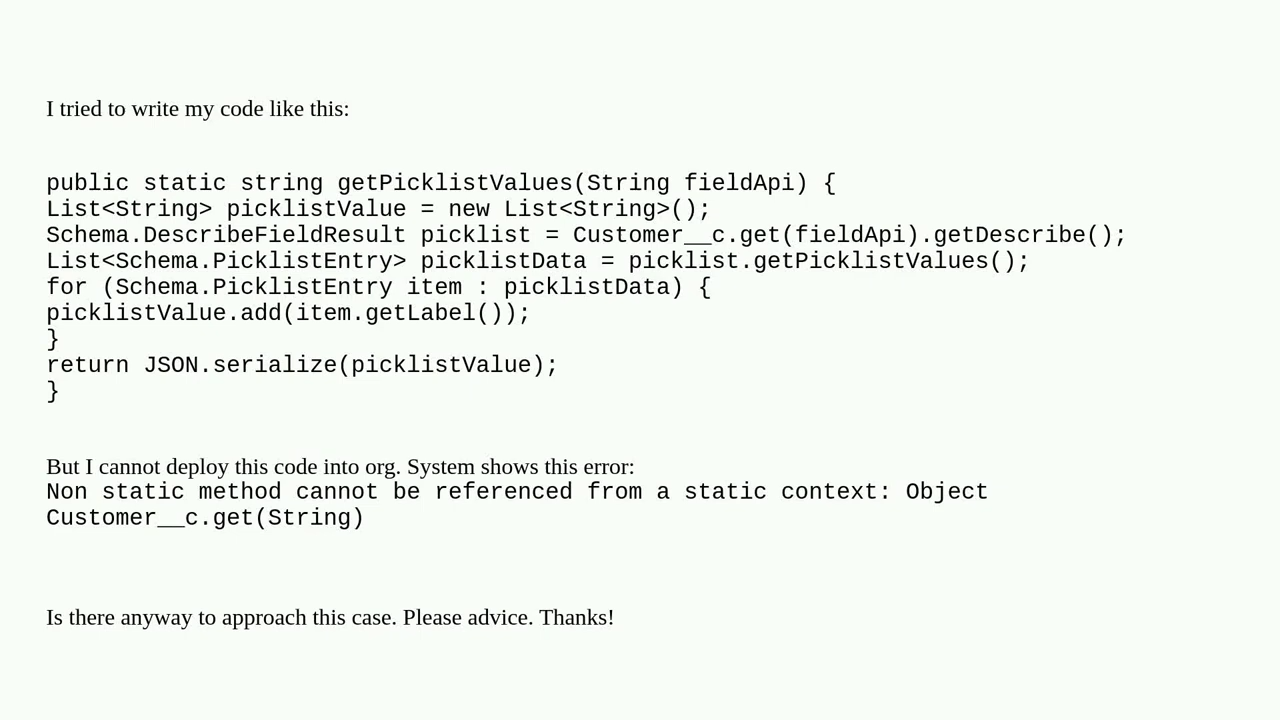 I tried to write my code like this:
public static string getPicklistValues(String fieldApi) {
List<String> picklistValue = new List<String>();
Schema.DescribeFieldResult picklist = Customer__c.get(fieldApi).getDescribe();
List<Schema.PicklistEntry> picklistData = picklist.getPicklistValues();
for (Schema.PicklistEntry item : picklistData) {
picklistValue.add(item.getLabel());
}
return JSON.serialize(picklistValue);
}
But I cannot deploy this code into org. System shows this error:
Non static method cannot be referenced from a static context: Object
Customer__c.get(String)
Is there anyway to approach this case. Please advice. Thanks!